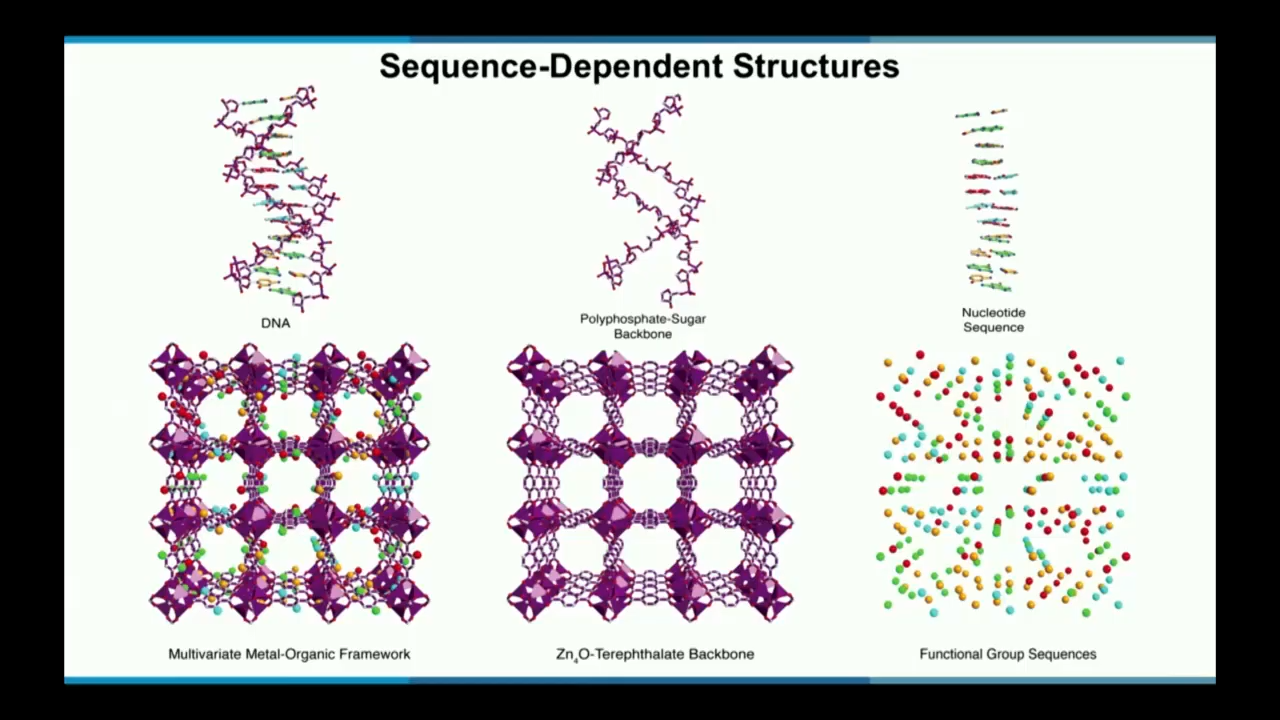 Sequence-Dependent Structures
DNA
Polyphosphate-Sugar
Backbone
Nucleotide
Sequence
Multivariate Metal-Organic Framework
Zn₄O-Terephthalate Backbone
Functional Group Sequences